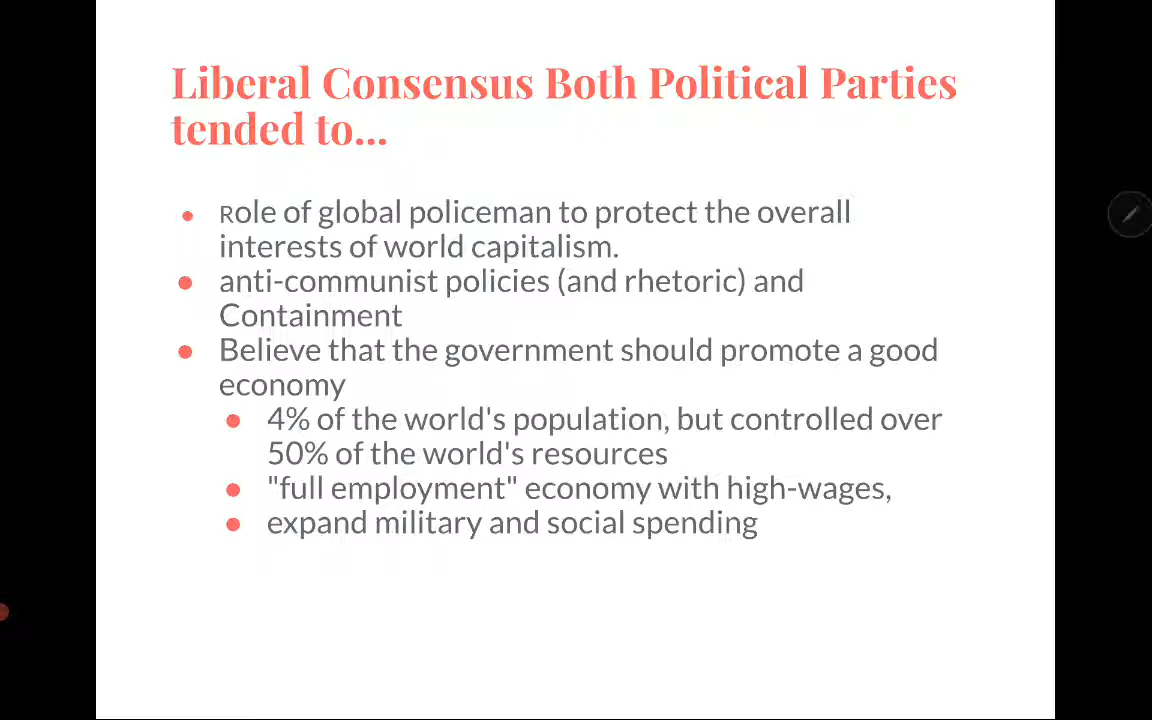 Liberal Consensus Both Political Parties
tended to...
• Role of global policeman to protect the overall
interests of world capitalism.
• anti-communist policies (and rhetoric) and
Containment
• Believe that the government should promote a good
economy
• 4% of the world's population, but controlled over
50% of the world's resources
• "full employment" economy with high-wages,
• expand military and social spending